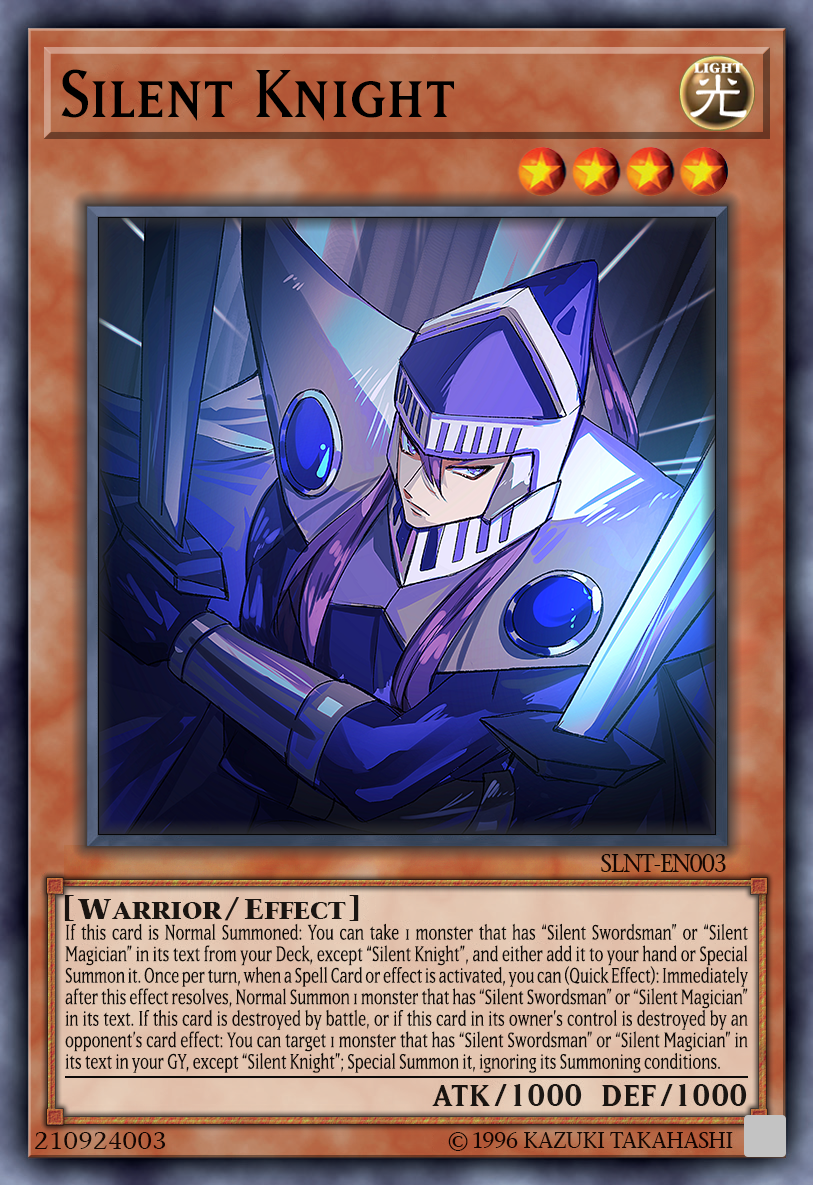 Silent Knight
LIGHT
光
SLNT-EN003
[Warrior/Effect]
If this card is Normal Summoned: You can take 1 monster that has “Silent Swordsman” or “Silent
Magician” in its text from your Deck, except “Silent Knight”, and either add it to your hand or Special
Summon it. Once per turn, when a Spell Card or effect is activated, you can (Quick Effect): Immediately
after this effect resolves, Normal Summon 1 monster that has “Silent Swordsman” or “Silent Magician”
in its text. If this card is destroyed by battle, or if this card in its owner's control is destroyed by an
opponent's card effect: You can target 1 monster that has “Silent Swordsman” or “Silent Magician” in
its text in your GY, except “Silent Knight”; Special Summon it, ignoring its Summoning conditions.
ATK/1000 DEF/1000
210924003
© 1996 KAZUKI TAKAHASHI